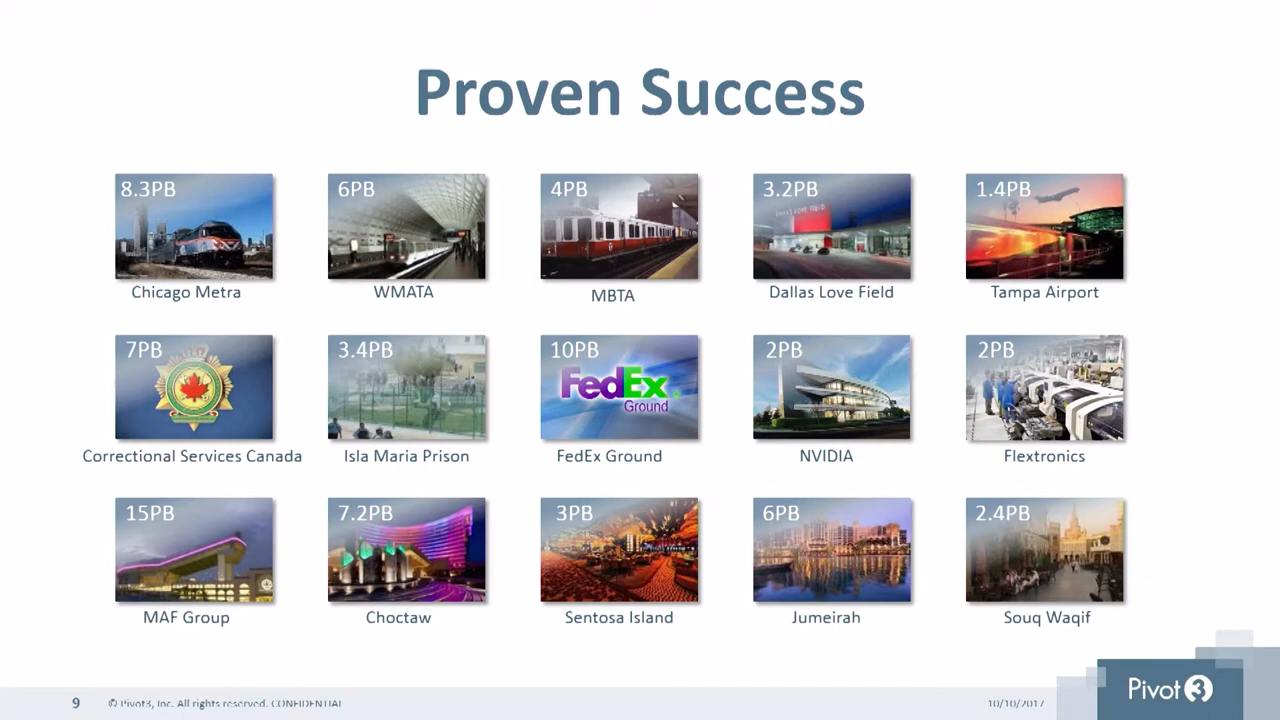 Proven Success
8.3PB
6PB
4PB
3.2PB
1.4PB
Chicago Metra
WMATA
MBTA
Dallas Love Field
Tampa Airport
7PB
3.4PB
10PB
2PB
2PB
FedEx
Ground
Correctional Services Canada
Isla Maria Prison
FedEx Ground
NVIDIA
Flextronics
15PB
7.2PB
3PB
6PB
2.4PB
MAF Group
Choctaw
Sentosa Island
Jumeirah
Souq Waqif
9
© Pivot3, Inc. All rights reserved. CONFIDENTIAL
10/10/2017
Pivot3